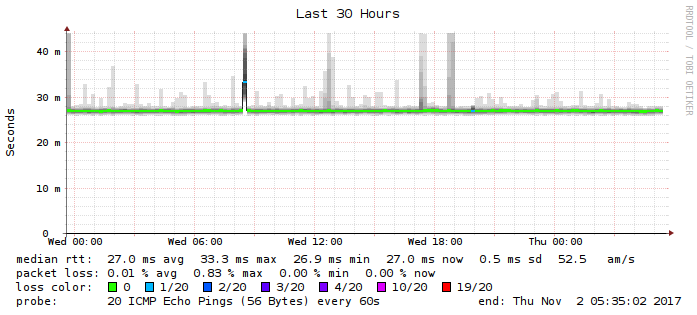 Last 30 Hours
RRDTOOL / TOBI OETIKER
Seconds
40 m
30 m
20 m
10 m
0
Wed 00:00 Wed 06:00 Wed 12:00 Wed 18:00 Thu 00:00
median rtt: 27.0 ms avg 33.3 ms max 26.9 ms min 27.0 ms now 0.5 ms sd 52.5 am/s
packet loss: 0.01 % avg 0.83 % max 0.00 % min 0.00 % now
loss color: 0 1/20 2/20 3/20 4/20 10/20 19/20
probe: 20 ICMP Echo Pings (56 Bytes) every 60s end: Thu Nov 2 05:35:02 2017